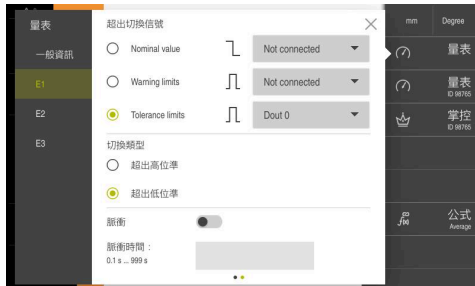 量表
一般資訊
E1
E2
E3
超出切換信號
Nominal value
Not connected
Warning limits
Not connected
Tolerance limits
Dout 0
切換類型
超出高位準
超出低位準
脈衝
脈衝時間：
0.1 s ... 999 s
mm
Degree
量表
量表
ID 98765
掌控
ID 98765
公式
Average